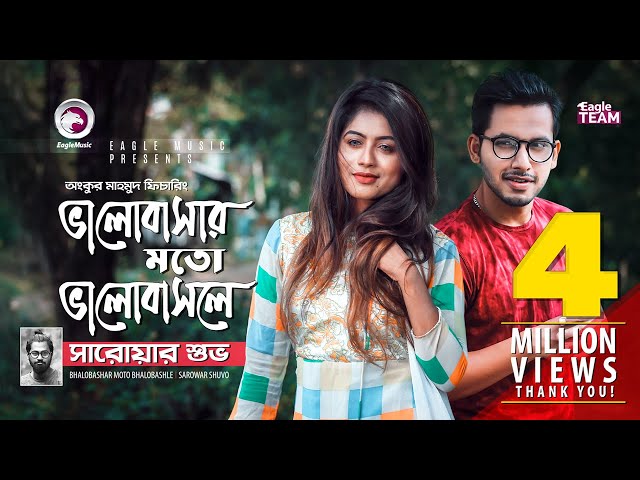 EagleMusic
EAGLE MUSIC
PRESENTS
Eagle
TEAM
অংকুর মাহমুদ ফিচারিং
ভালোবাসার
মতো
ভালোবাসলে
সারোয়ার শুভ
BHALOBASHAR MOTO BHALOBASHLE | SAROWAR SHUVO
4
MILLION
VIEWS
THANK YOU!